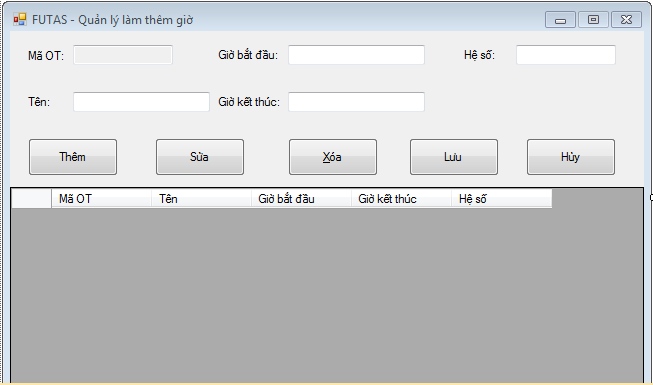 FUTAS - Quản lý làm thêm giờ
Mã OT: Giờ bắt đầu: Hệ số:
Tên: Giờ kết thúc:
Thêm Sửa Xóa Lưu Hủy
Mã OT Tên Giờ bắt đầu Giờ kết thúc Hệ số